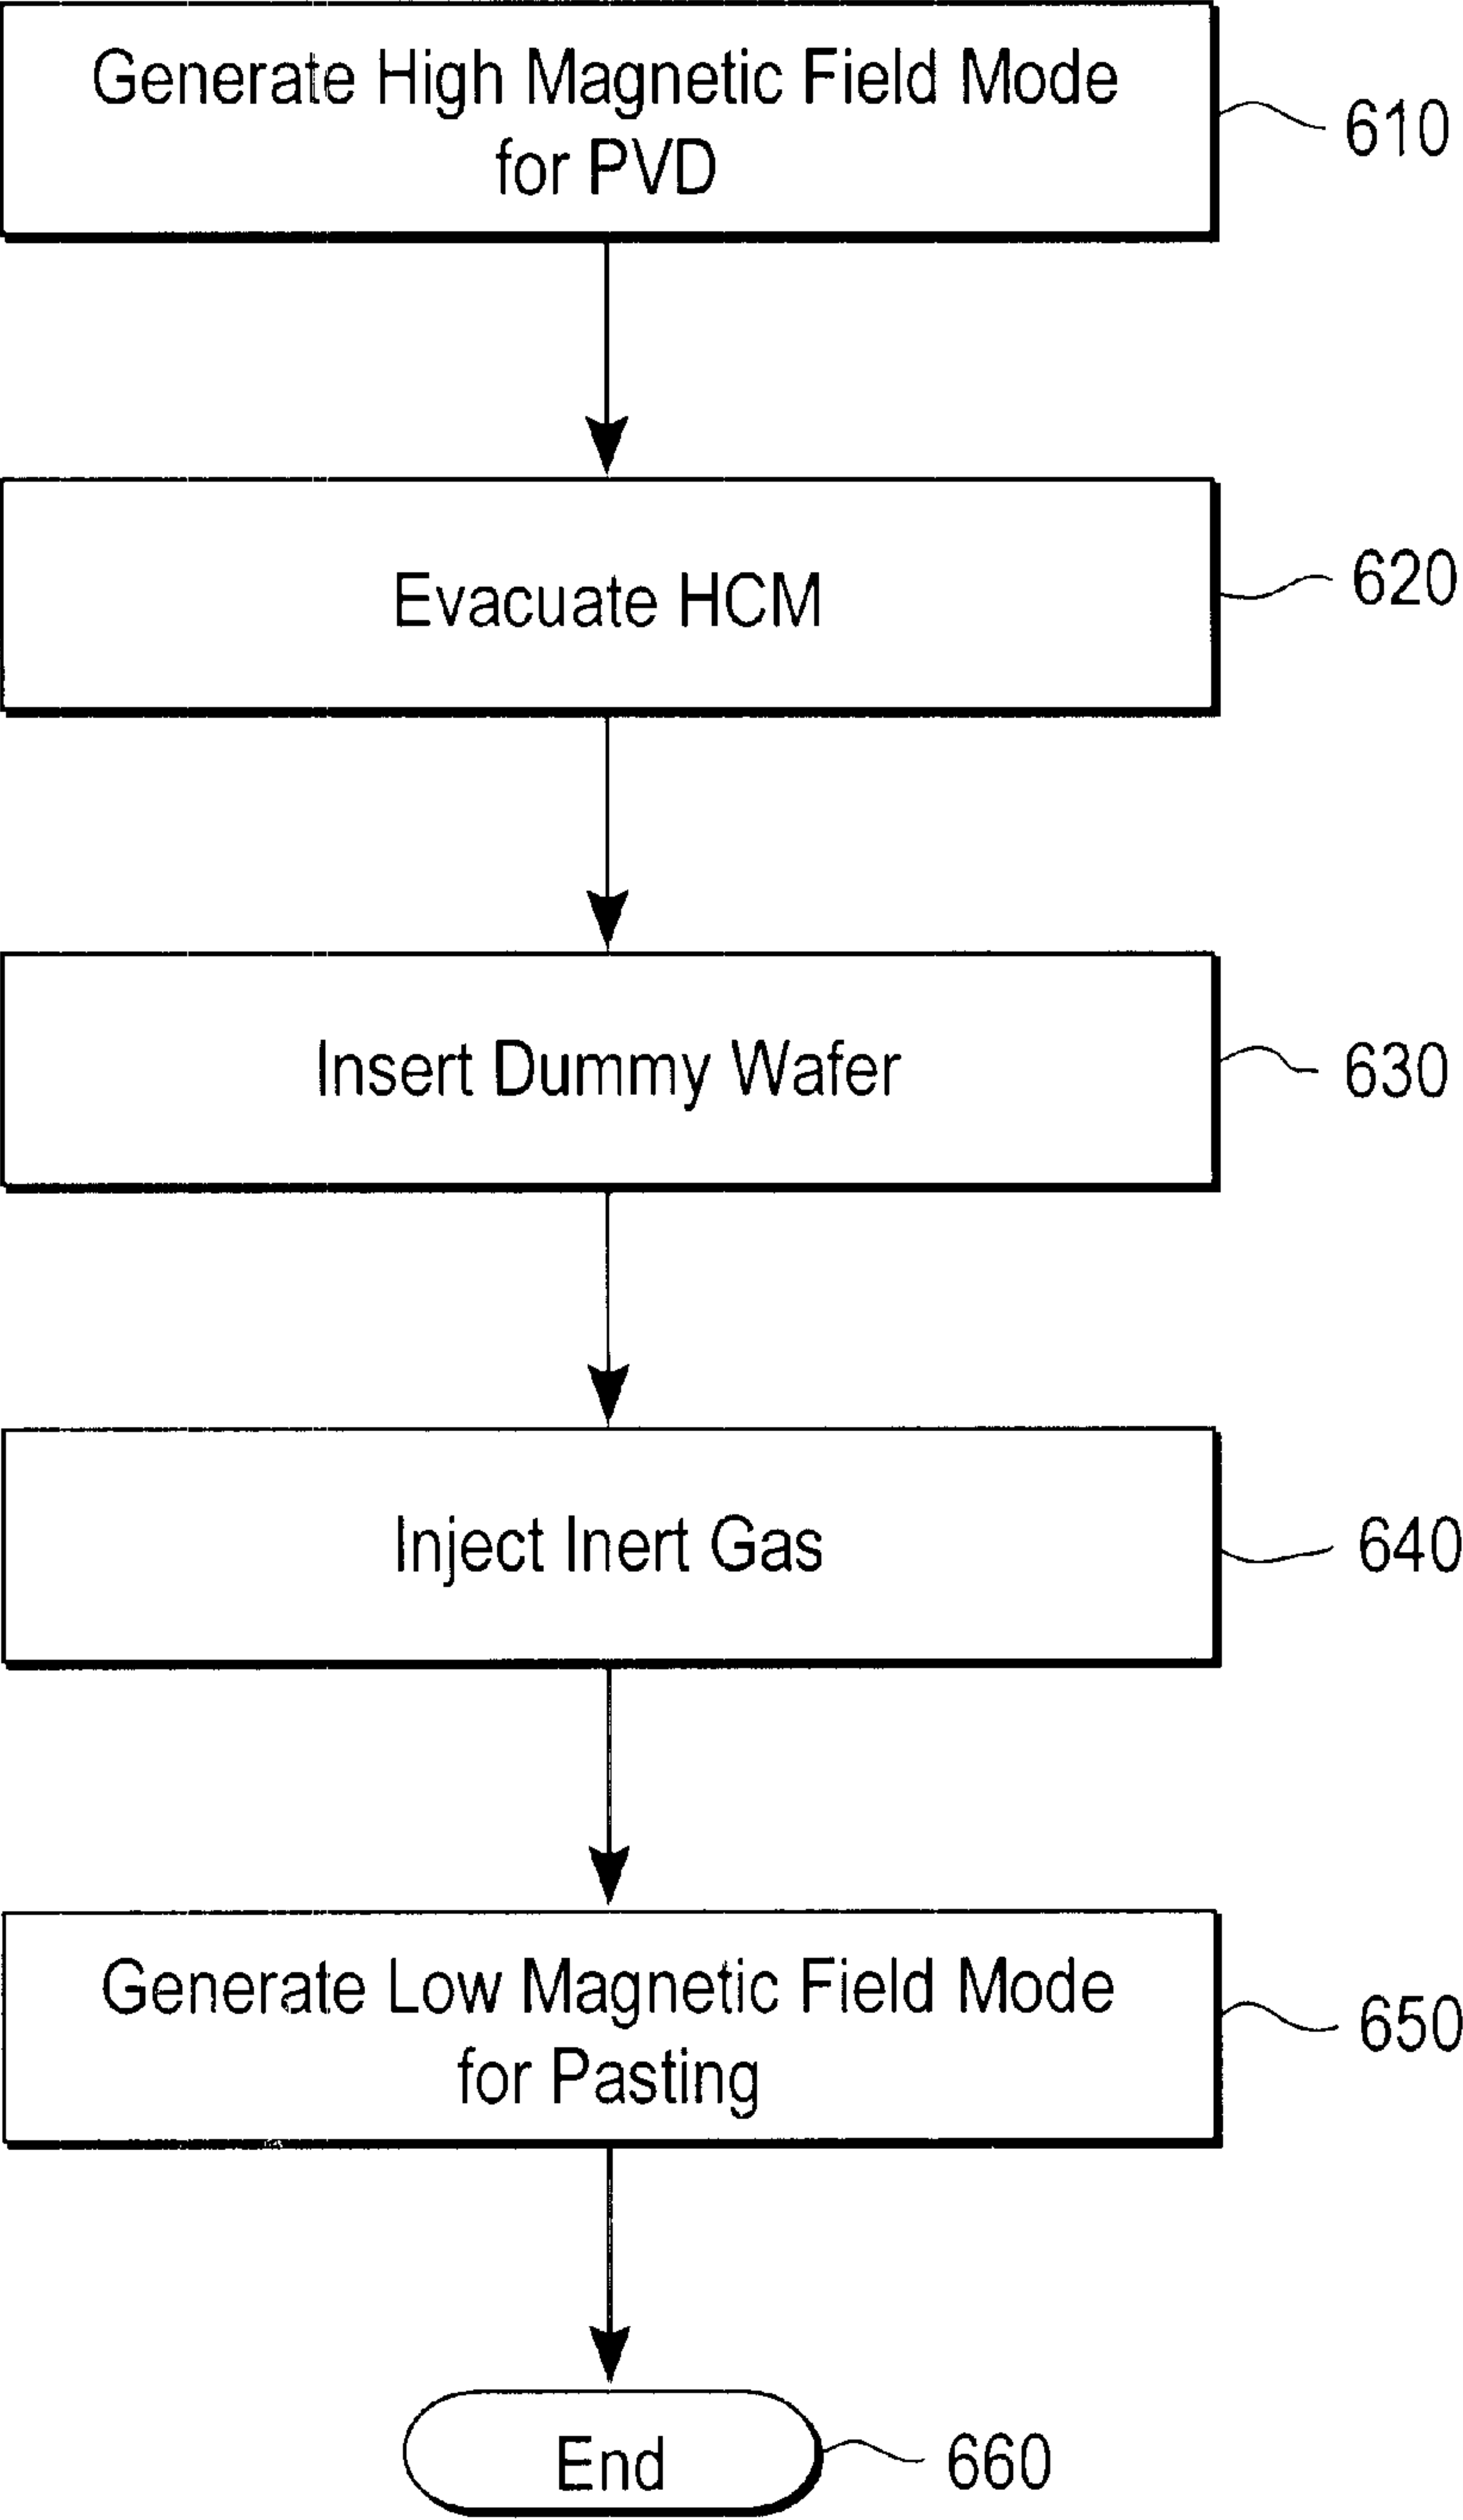 Generate High Magnetic Field Mode
for PVD
610
Evacuate HCM
620
Insert Dummy Wafer
630
Inject Inert Gas
640
Generate Low Magnetic Field Mode
for Pasting
650
End
660